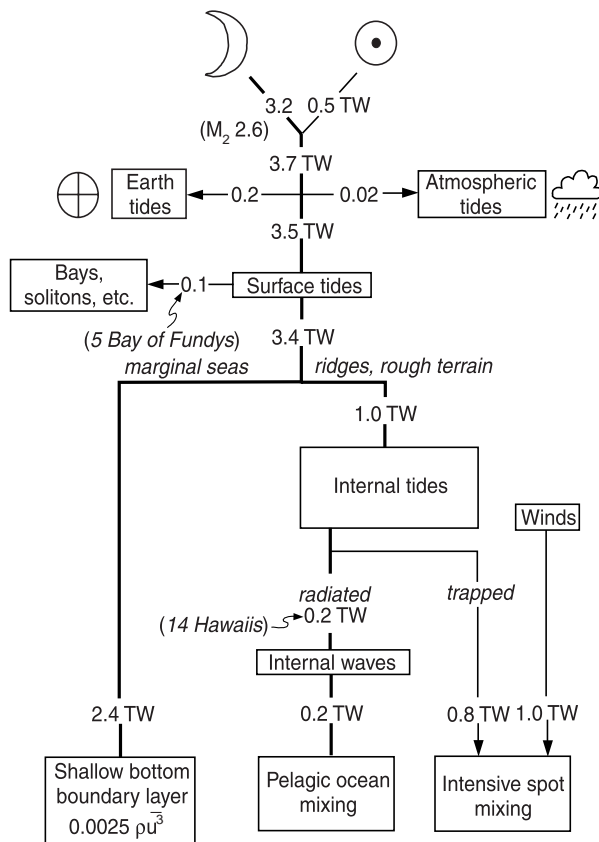 3.2 0.5 TW
(M₂ 2.6)
3.7 TW
Earth
tides
0.2
0.02
Atmospheric
tides
3.5 TW
Bays,
solitons, etc.
0.1
Surface tides
(5 Bay of Fundys)
3.4 TW
marginal seas
ridges, rough terrain
1.0 TW
Internal tides
Winds
radiated
trapped
(14 Hawaiis)
0.2 TW
Internal waves
2.4 TW
0.2 TW
0.8 TW
1.0 TW
Shallow bottom
boundary layer
0.0025 ρu̅³
Pelagic ocean
mixing
Intensive spot
mixing